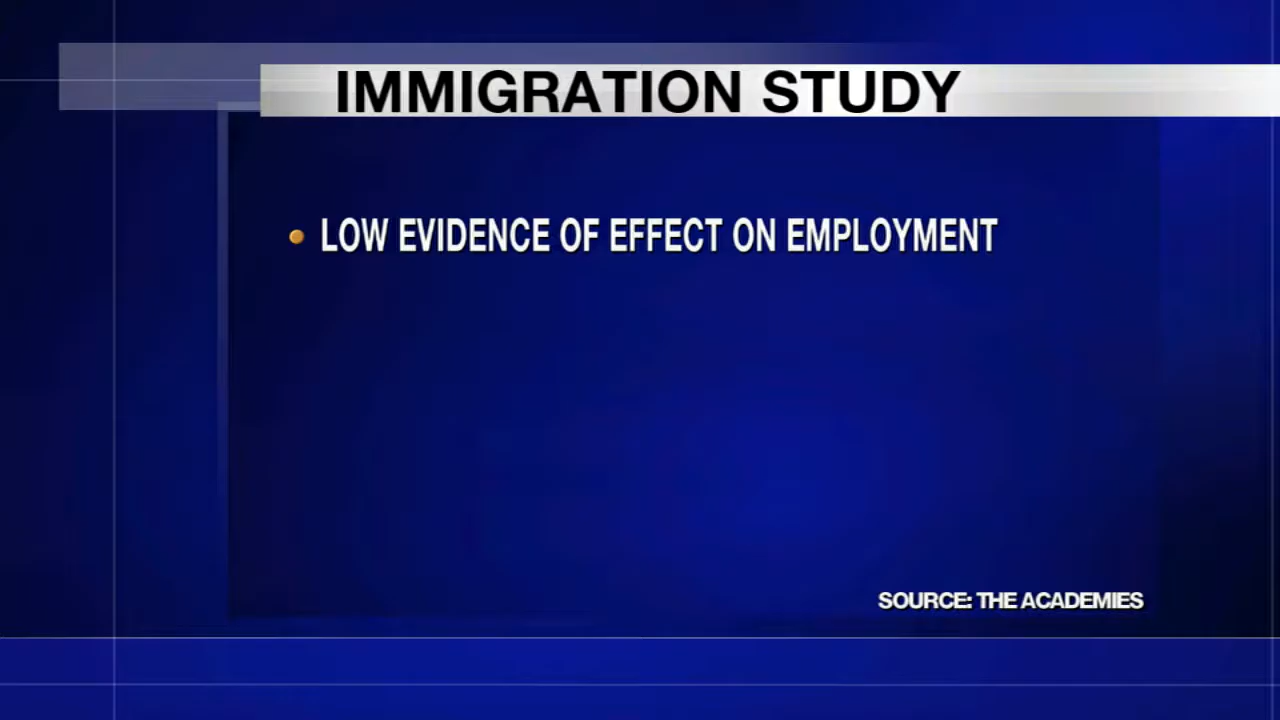 IMMIGRATION STUDY
• LOW EVIDENCE OF EFFECT ON EMPLOYMENT
SOURCE: THE ACADEMIES